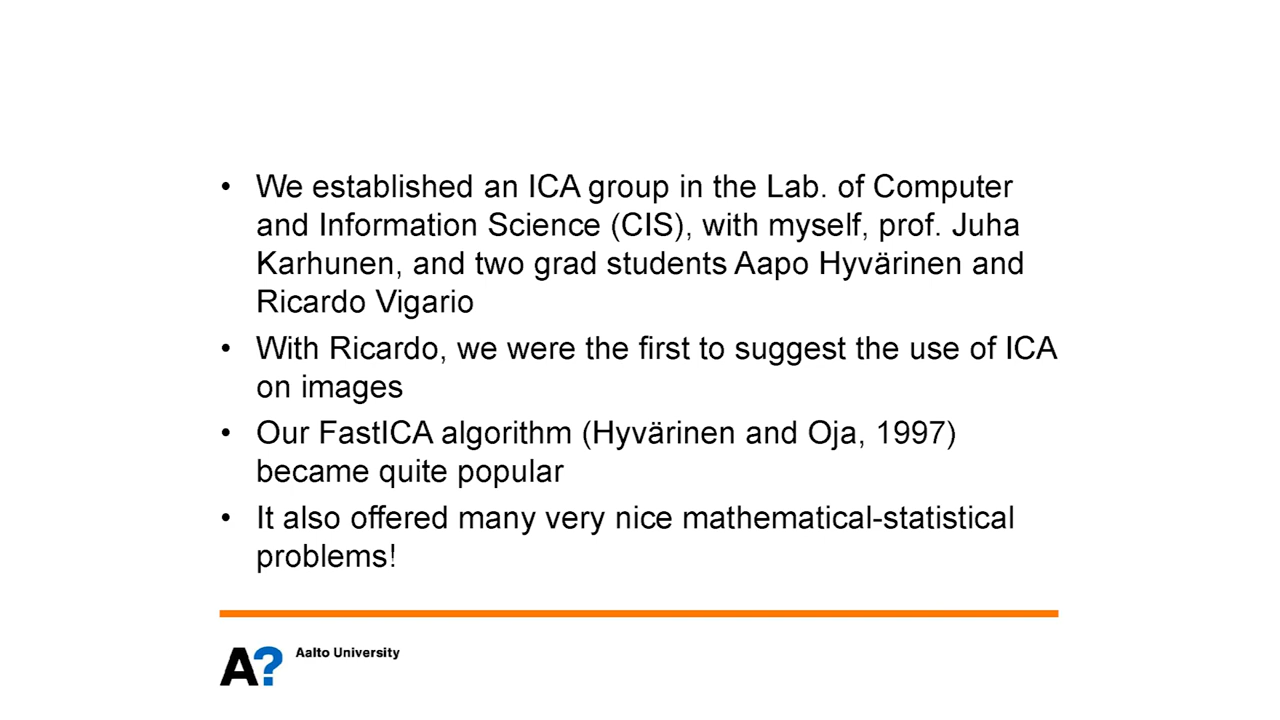 • We established an ICA group in the Lab. of Computer
and Information Science (CIS), with myself, prof. Juha
Karhunen, and two grad students Aapo Hyvärinen and
Ricardo Vigario
• With Ricardo, we were the first to suggest the use of ICA
on images
• Our FastICA algorithm (Hyvärinen and Oja, 1997)
became quite popular
• It also offered many very nice mathematical-statistical
problems!
A? Aalto University